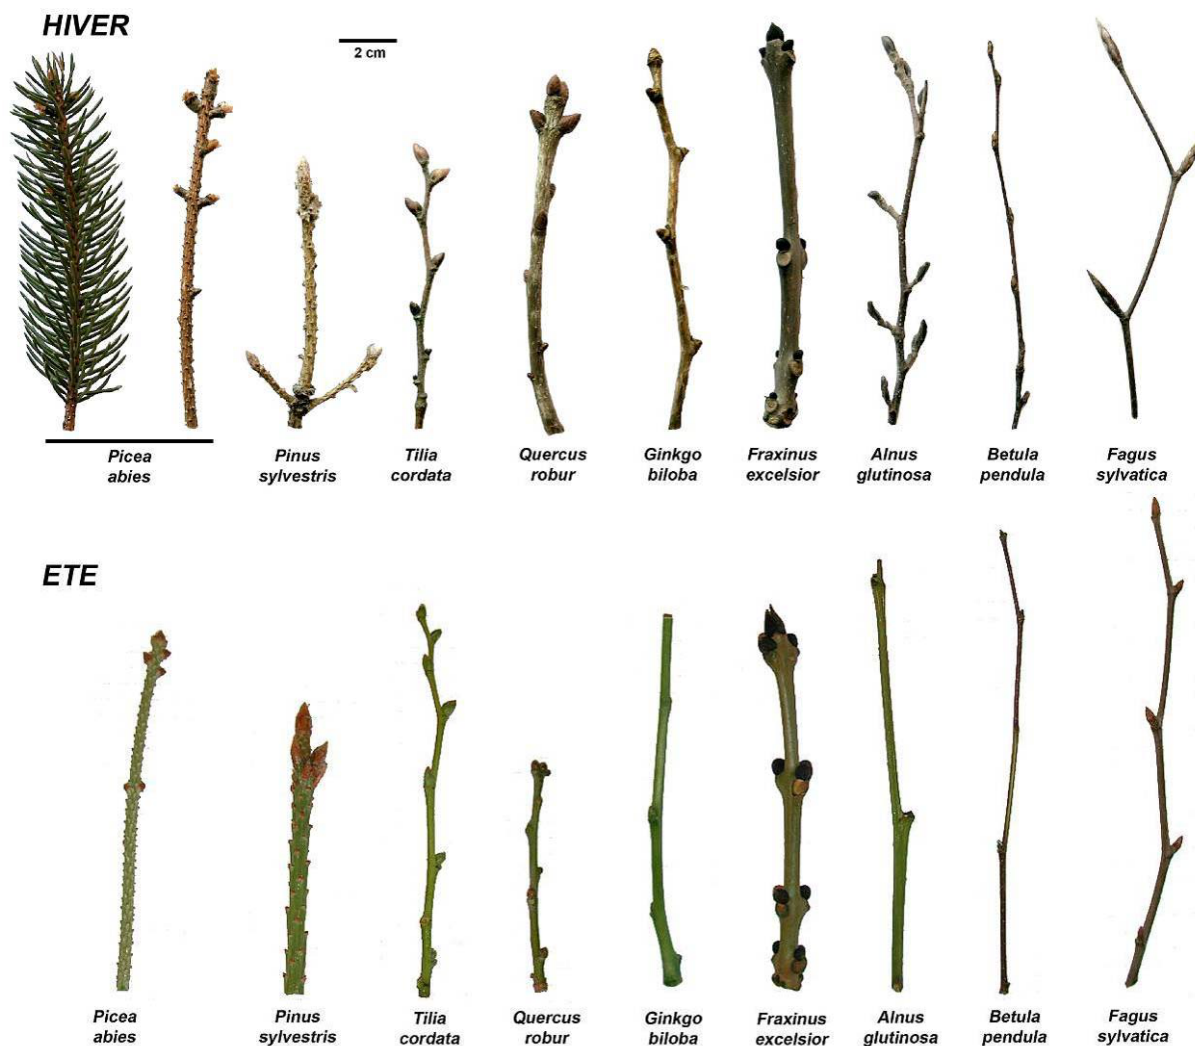 HIVER
2 cm
Picea
abies
Pinus
sylvestris
Tilia
cordata
Quercus
robur
Ginkgo
biloba
Fraxinus
excelsior
Alnus
glutinosa
Betula
pendula
Fagus
sylvatica
ETE
Picea
abies
Pinus
sylvestris
Tilia
cordata
Quercus
robur
Ginkgo
biloba
Fraxinus
excelsior
Alnus
glutinosa
Betula
pendula
Fagus
sylvatica